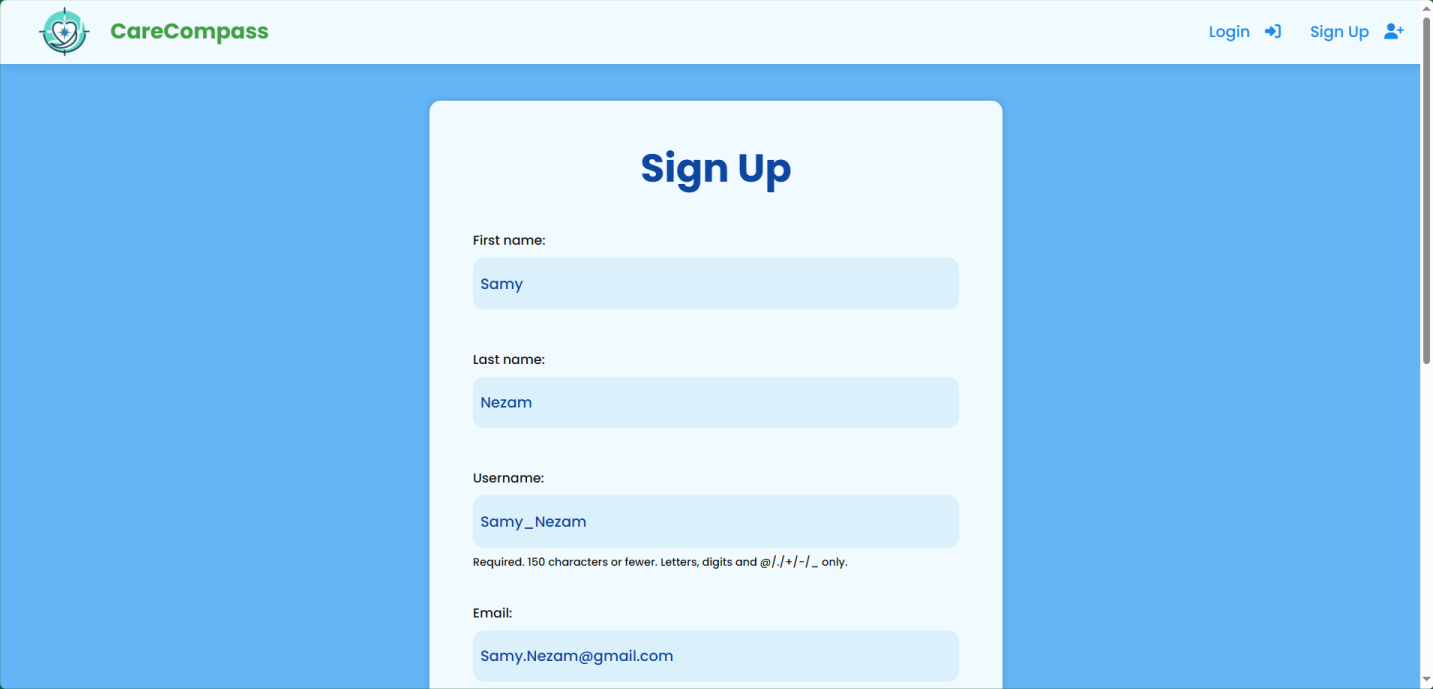 CareCompass
Login
Sign Up
Sign Up
First name:
Samy
Last name:
Nezam
Username:
Samy_Nezam
Required. 150 characters or fewer. Letters, digits and @/./+/-/_ only.
Email:
Samy.Nezam@gmail.com